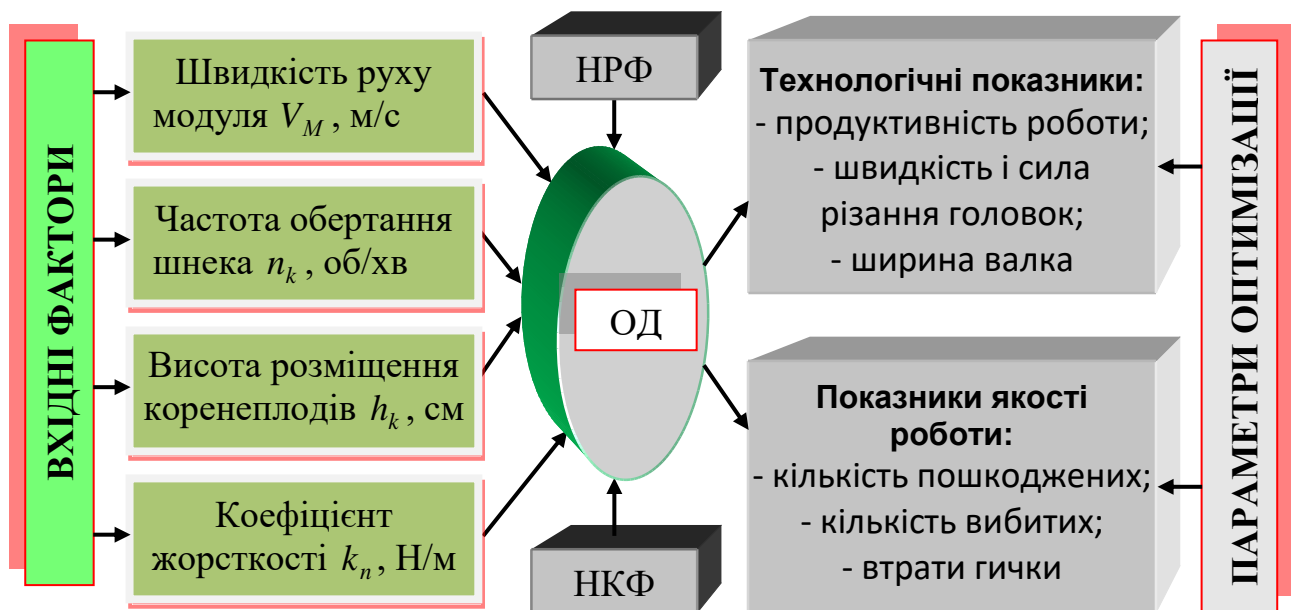 ВХІДНІ ФАКТОРИ
Швидкість руху
модуля V_M , м/с
Частота обертання
шнека n_k , об/хв
Висота розміщення
коренеплодів h_k , см
Коефіцієнт
жорсткості k_n , Н/м
НРФ
ОД
НКФ
Технологічні показники:
- продуктивність роботи;
- швидкість і сила
різання головок;
- ширина валка
Показники якості
роботи:
- кількість пошкоджених;
- кількість вибитих;
- втрати гички
ПАРАМЕТРИ ОПТИМІЗАЦІЇ